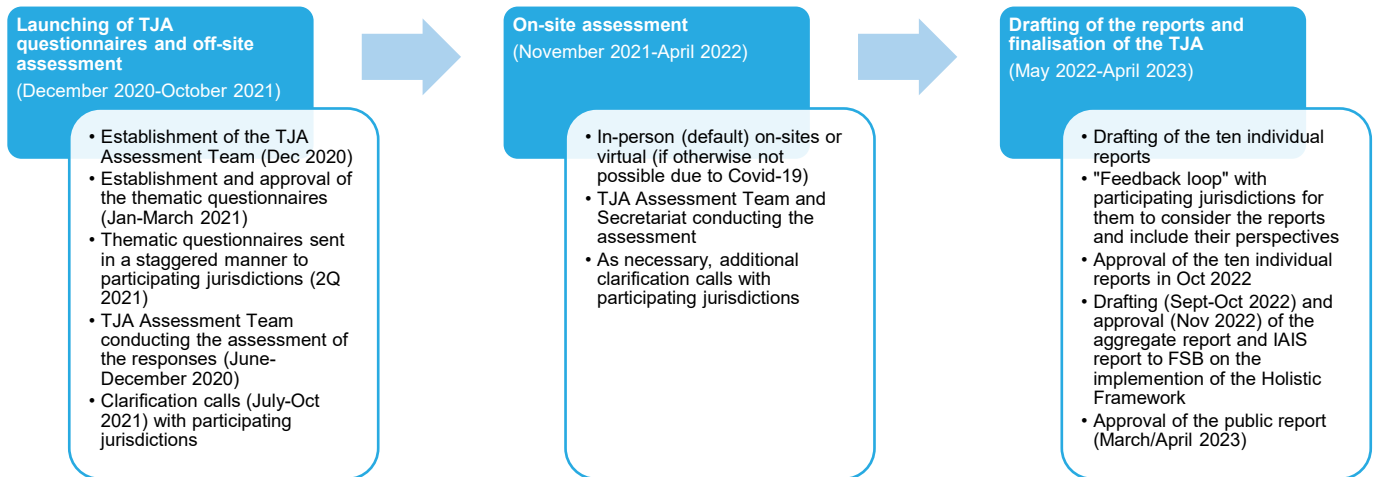 Launching of TJA
questionnaires and off-site
assessment
(December 2020-October 2021)
• Establishment of the TJA
Assessment Team (Dec 2020)
• Establishment and approval of
the thematic questionnaires
(Jan-March 2021)
• Thematic questionnaires sent
in a staggered manner to
participating jurisdictions (2Q
2021)
• TJA Assessment Team
conducting the assessment of
the responses (June-
December 2020)
• Clarification calls (July-Oct
2021) with participating
jurisdictions
On-site assessment
(November 2021-April 2022)
• In-person (default) on-sites or
virtual (if otherwise not
possible due to Covid-19)
• TJA Assessment Team and
Secretariat conducting the
assessment
• As necessary, additional
clarification calls with
participating jurisdictions
Drafting of the reports and
finalisation of the TJA
(May 2022-April 2023)
• Drafting of the ten individual
reports
• "Feedback loop" with
participating jurisdictions for
them to consider the reports
and include their perspectives
• Approval of the ten individual
reports in Oct 2022
• Drafting (Sept-Oct 2022) and
approval (Nov 2022) of the
aggregate report and IAIS
report to FSB on the
implemention of the Holistic
Framework
• Approval of the public report
(March/April 2023)